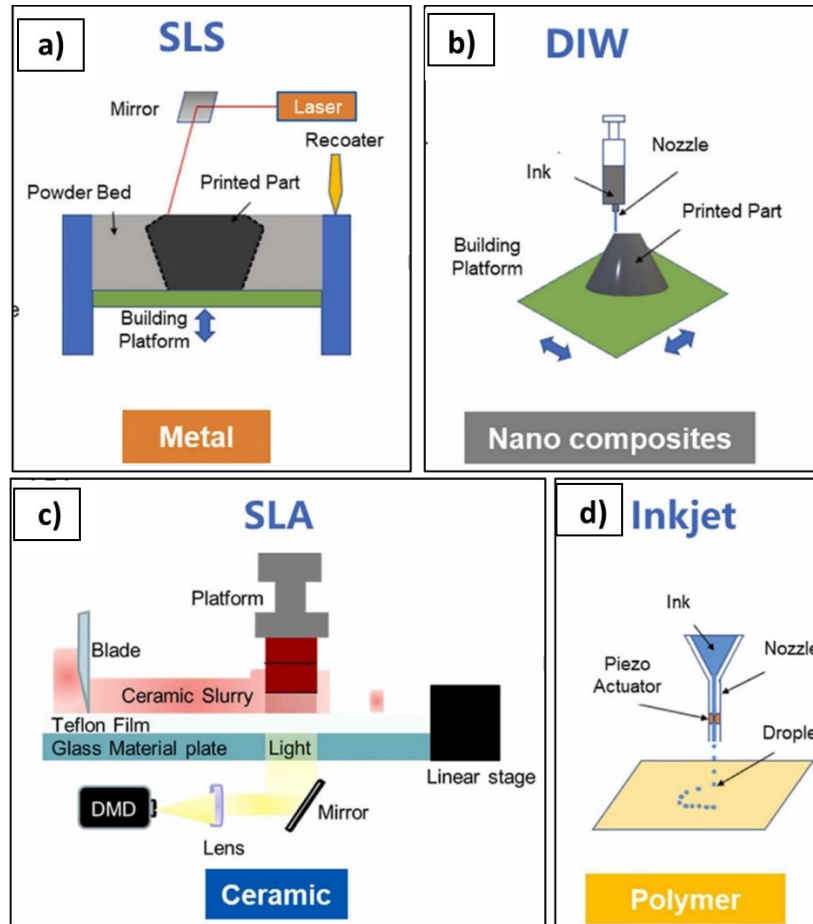 a)
SLS
Mirror
Laser
Recoater
Printed Part
Powder Bed
Building
Platform
Metal
b)
DIW
Nozzle
Ink
Printed Part
Building
Platform
Nano composites
c)
SLA
Platform
Blade
Ceramic Slurry
Teflon Film
Glass Material plate
Light
Linear stage
DMD
Mirror
Lens
Ceramic
d)
Inkjet
Ink
Nozzle
Piezo
Actuator
Drople
Polymer